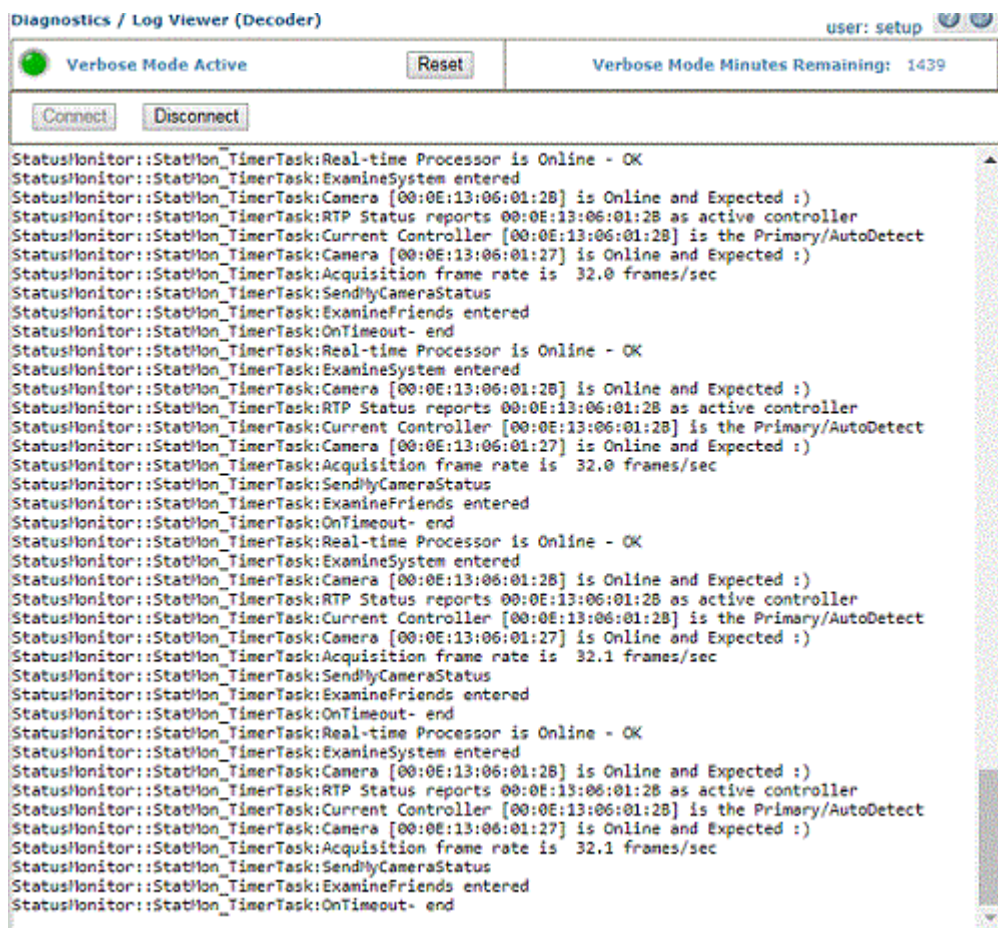 Diagnostics / Log Viewer (Decoder)
user: setup
Verbose Mode Active
Reset
Verbose Mode Minutes Remaining: 1439
Connect
Disconnect
StatusMonitor::StatMon_TimerTask:Real-time Processor is Online - OK
StatusMonitor::StatMon_TimerTask:ExamineSystem entered
StatusMonitor::StatMon_TimerTask:Camera [00:0E:13:06:01:2B] is Online and Expected :)
StatusMonitor::StatMon_TimerTask:RTP Status reports 00:0E:13:06:01:2B as active controller
StatusMonitor::StatMon_TimerTask:Current Controller [00:0E:13:06:01:2B] is the Primary/AutoDetect
StatusMonitor::StatMon_TimerTask:Camera [00:0E:13:06:01:27] is Online and Expected :)
StatusMonitor::StatMon_TimerTask:Acquisition frame rate is  32.0 frames/sec
StatusMonitor::StatMon_TimerTask:SendMyCameraStatus
StatusMonitor::StatMon_TimerTask:ExamineFriends entered
StatusMonitor::StatMon_TimerTask:OnTimeout- end
StatusMonitor::StatMon_TimerTask:Real-time Processor is Online - OK
StatusMonitor::StatMon_TimerTask:ExamineSystem entered
StatusMonitor::StatMon_TimerTask:Camera [00:0E:13:06:01:2B] is Online and Expected :)
StatusMonitor::StatMon_TimerTask:RTP Status reports 00:0E:13:06:01:2B as active controller
StatusMonitor::StatMon_TimerTask:Current Controller [00:0E:13:06:01:2B] is the Primary/AutoDetect
StatusMonitor::StatMon_TimerTask:Camera [00:0E:13:06:01:27] is Online and Expected :)
StatusMonitor::StatMon_TimerTask:Acquisition frame rate is  32.0 frames/sec
StatusMonitor::StatMon_TimerTask:SendMyCameraStatus
StatusMonitor::StatMon_TimerTask:ExamineFriends entered
StatusMonitor::StatMon_TimerTask:OnTimeout- end
StatusMonitor::StatMon_TimerTask:Real-time Processor is Online - OK
StatusMonitor::StatMon_TimerTask:ExamineSystem entered
StatusMonitor::StatMon_TimerTask:Camera [00:0E:13:06:01:2B] is Online and Expected :)
StatusMonitor::StatMon_TimerTask:RTP Status reports 00:0E:13:06:01:2B as active controller
StatusMonitor::StatMon_TimerTask:Current Controller [00:0E:13:06:01:2B] is the Primary/AutoDetect
StatusMonitor::StatMon_TimerTask:Camera [00:0E:13:06:01:27] is Online and Expected :)
StatusMonitor::StatMon_TimerTask:Acquisition frame rate is  32.1 frames/sec
StatusMonitor::StatMon_TimerTask:SendMyCameraStatus
StatusMonitor::StatMon_TimerTask:ExamineFriends entered
StatusMonitor::StatMon_TimerTask:OnTimeout- end
StatusMonitor::StatMon_TimerTask:Real-time Processor is Online - OK
StatusMonitor::StatMon_TimerTask:ExamineSystem entered
StatusMonitor::StatMon_TimerTask:Camera [00:0E:13:06:01:2B] is Online and Expected :)
StatusMonitor::StatMon_TimerTask:RTP Status reports 00:0E:13:06:01:2B as active controller
StatusMonitor::StatMon_TimerTask:Current Controller [00:0E:13:06:01:2B] is the Primary/AutoDetect
StatusMonitor::StatMon_TimerTask:Camera [00:0E:13:06:01:27] is Online and Expected :)
StatusMonitor::StatMon_TimerTask:Acquisition frame rate is  32.1 frames/sec
StatusMonitor::StatMon_TimerTask:SendMyCameraStatus
StatusMonitor::StatMon_TimerTask:ExamineFriends entered
StatusMonitor::StatMon_TimerTask:OnTimeout- end